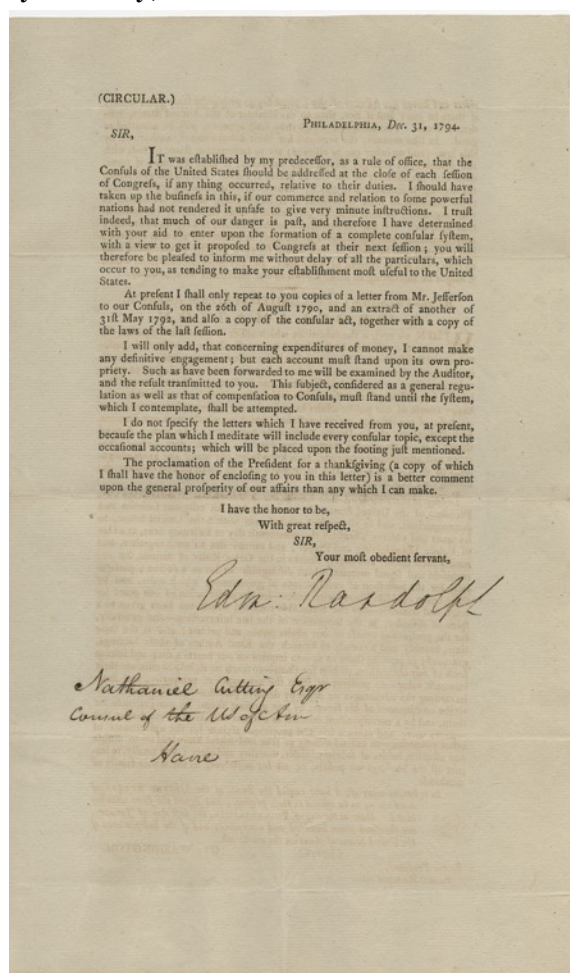 (CIRCULAR.)
PHILADELPHIA, Dec. 31, 1794.
SIR,
IT was eſtabliſhed by my predeceſſor, as a rule of office, that the
Conſuls of the United States ſhould be addreſſed at the cloſe of each ſeſſion
of Congreſs, if any thing occurred, relative to their duties. I ſhould have
taken up the buſineſs in this, if our commerce and relation to ſome powerful
nations had not rendered it unſafe to give very minute inſtructions. I truſt
indeed, that much of our danger is paſt, and therefore I have determined
with your aid to enter upon the formation of a complete conſular ſyſtem,
with a view to get it propoſed to Congreſs at their next ſeſſion; you will
therefore be pleaſed to inform me without delay of all the particulars, which
occur to you, as tending to make your eſtabliſhment moſt uſeful to the United
States.
At preſent I ſhall only repeat to you copies of a letter from Mr. Jefferſon
to our Conſuls, on the 26th of Auguſt 1790, and an extract of another of
31ſt May 1792, and alſo a copy of the conſular act, together with a copy of
the laws of the laſt ſeſſion.
I will only add, that concerning expenditures of money, I cannot make
any definitive engagement; but each account muſt ſtand upon its own pro-
priety. Such as have been forwarded to me will be examined by the Auditor,
and the reſult tranſmitted to you. This ſubject, conſidered as a general regu-
lation as well as that of compenſation to Conſuls, muſt ſtand until the ſyſtem,
which I contemplate, ſhall be attempted.
I do not ſpecify the letters which I have received from you, at preſent,
becauſe the plan which I meditate will include every conſular topic, except the
occaſional accounts; which will be placed upon the footing juſt mentioned.
The proclamation of the Preſident for a thankſgiving (a copy of which
I ſhall have the honor of encloſing to you in this letter) is a better comment
upon the general proſperity of our affairs than any which I can make.
I have the honor to be,
With great reſpect,
SIR,
Your moſt obedient ſervant,
Edm: Randolph
Nathaniel Cutting Esqr
Consul of the US of Am
Havre